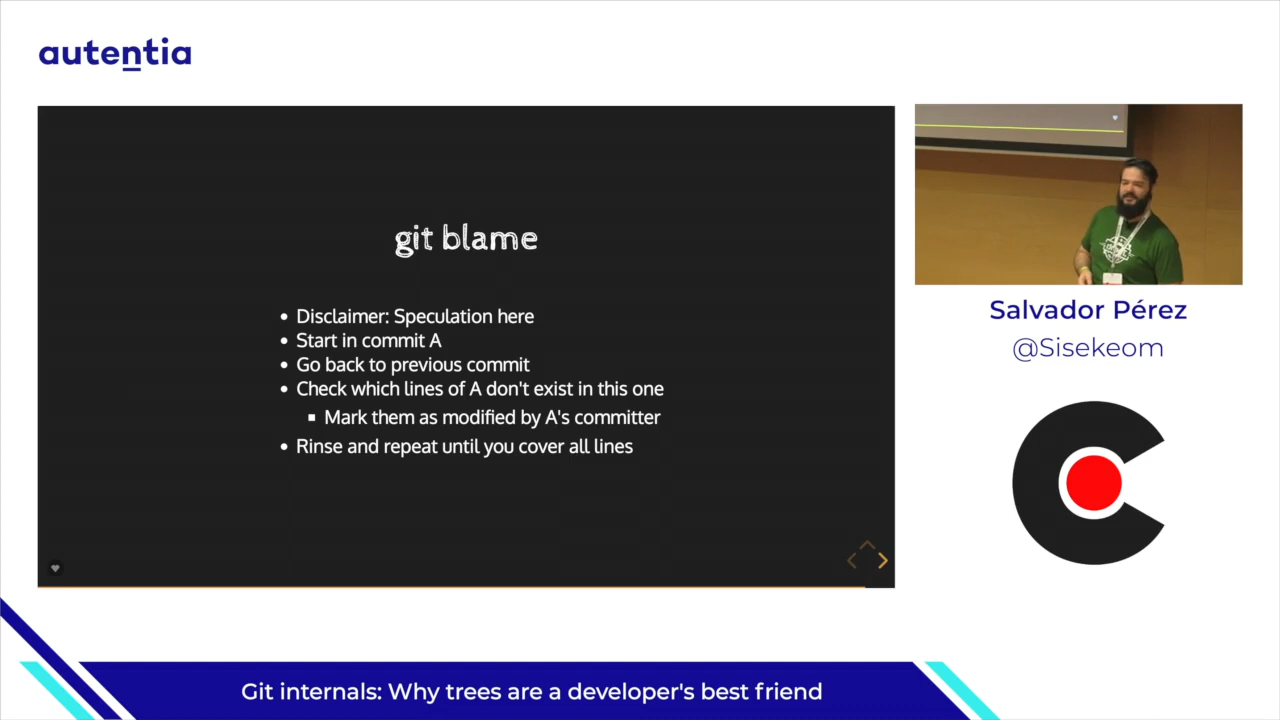 autentia
git blame
Disclaimer: Speculation here
Start in commit A
Go back to previous commit
Check which lines of A don't exist in this one
Mark them as modified by A's committer
Rinse and repeat until you cover all lines
Salvador Pérez
@Sisekeom
Git internals: Why trees are a developer's best friend